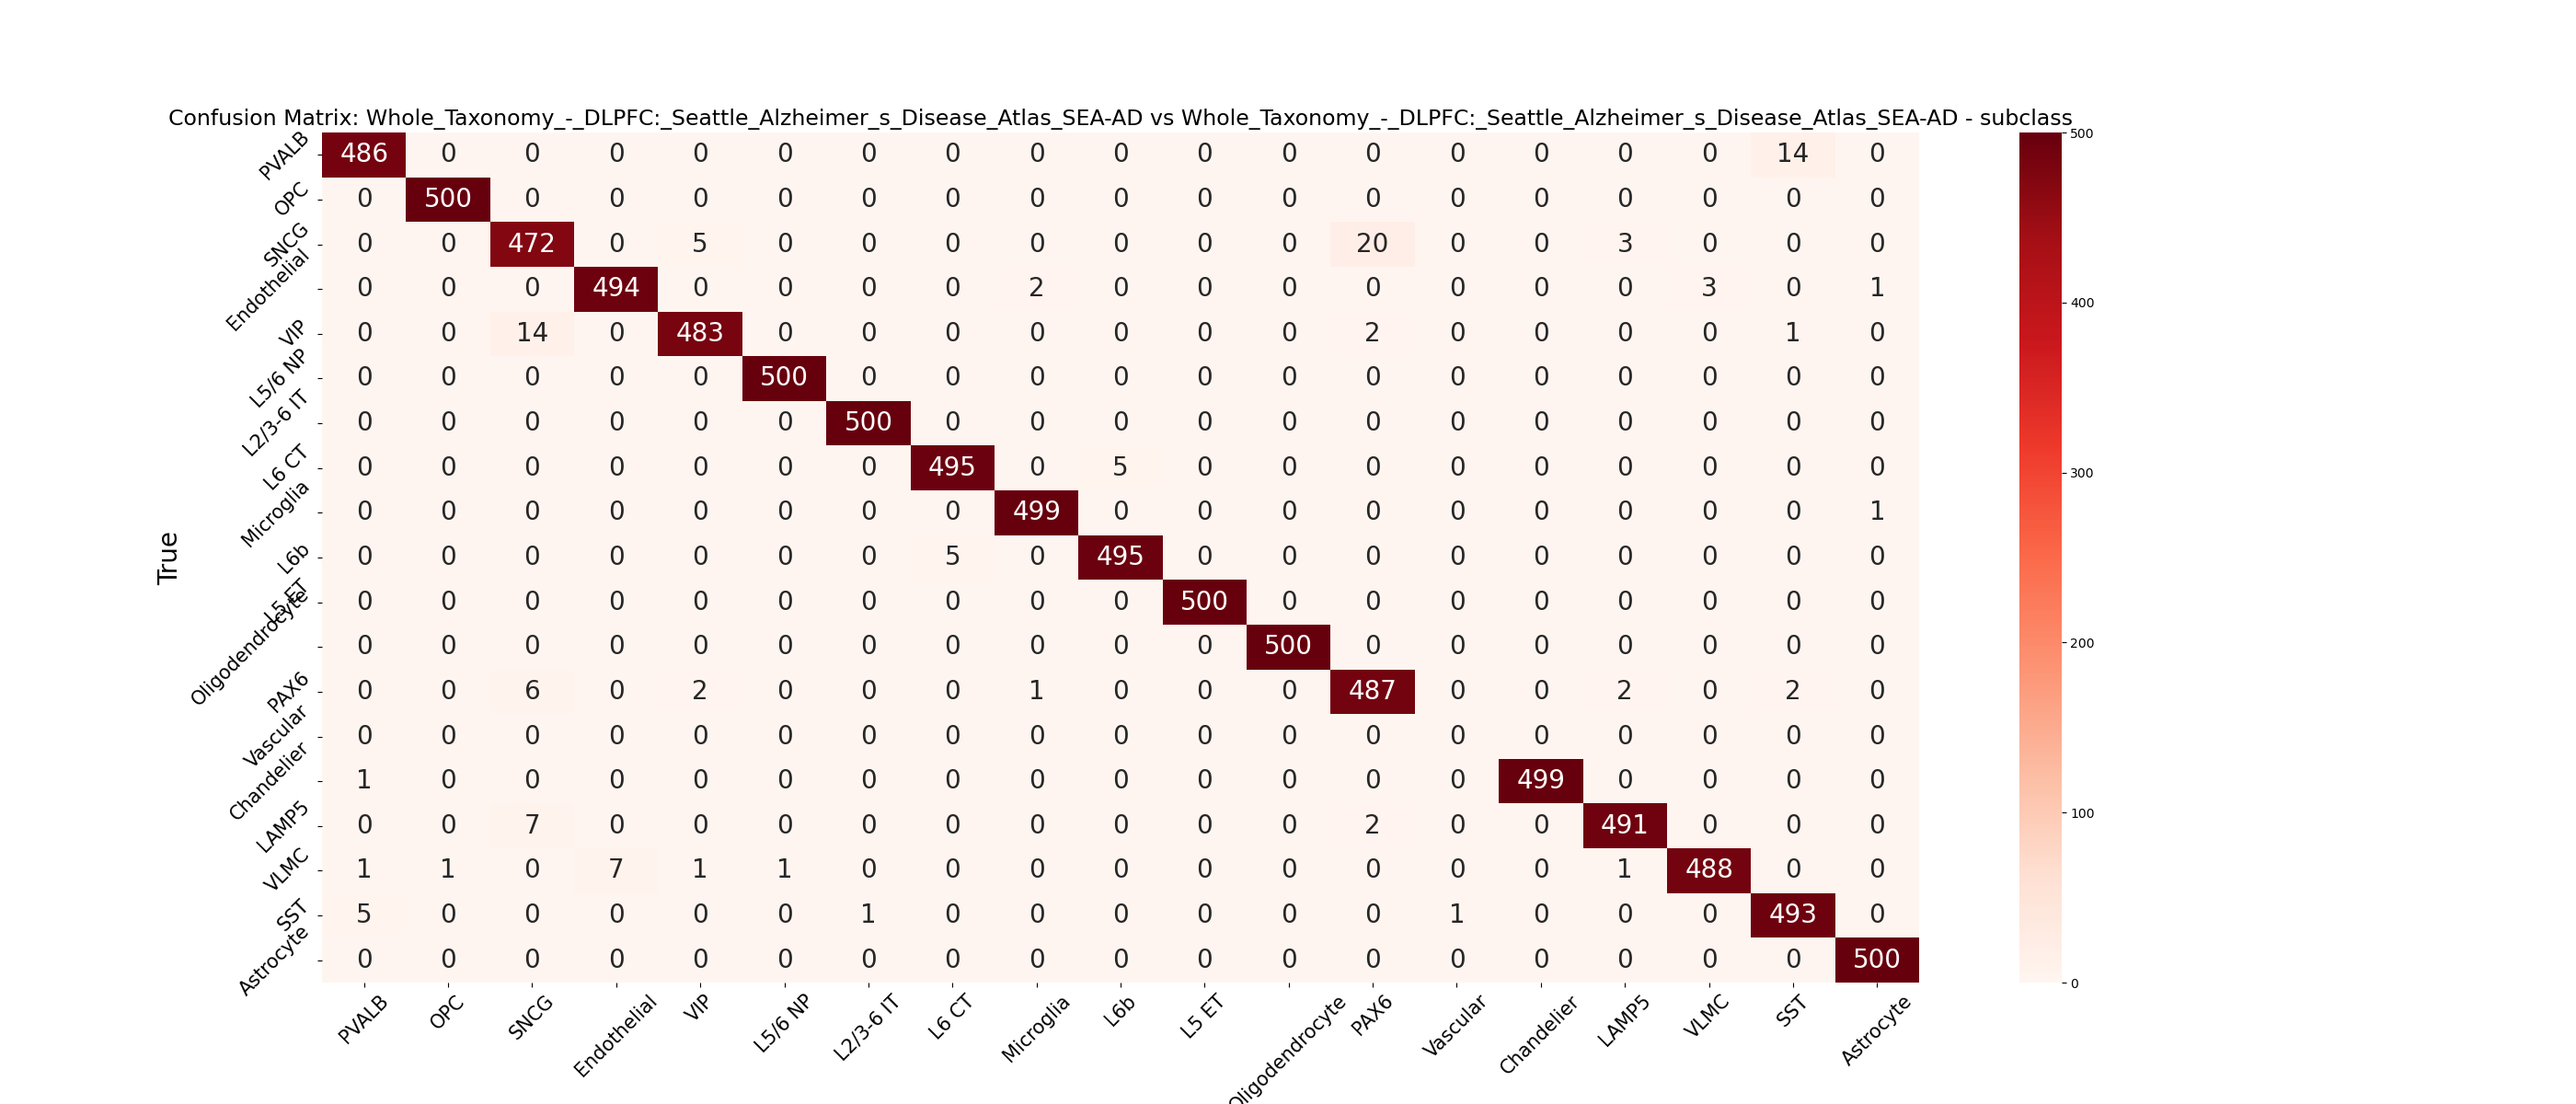 Confusion Matrix: Whole_Taxonomy_-_DLPFC:_Seattle_Alzheimer_s_Disease_Atlas_SEA-AD vs Whole_Taxonomy_-_DLPFC:_Seattle_Alzheimer_s_Disease_Atlas_SEA-AD - subclass
PVALB 486 0 0 0 0 0 0 0 0 0 0 0 0 0 0 0 0 14 0
OPC 0 500 0 0 0 0 0 0 0 0 0 0 0 0 0 0 0 0 0
SNCG 0 0 472 0 5 0 0 0 0 0 0 0 20 0 0 3 0 0 0
Endothelial 0 0 0 494 0 0 0 0 2 0 0 0 0 0 0 0 3 0 1
VIP 0 0 14 0 483 0 0 0 0 0 0 0 2 0 0 0 0 1 0
L5/6 NP 0 0 0 0 0 500 0 0 0 0 0 0 0 0 0 0 0 0 0
L2/3-6 IT 0 0 0 0 0 0 500 0 0 0 0 0 0 0 0 0 0 0 0
L6 CT 0 0 0 0 0 0 0 495 0 5 0 0 0 0 0 0 0 0 0
Microglia 0 0 0 0 0 0 0 0 499 0 0 0 0 0 0 0 0 0 1
L6b 0 0 0 0 0 0 0 5 0 495 0 0 0 0 0 0 0 0 0
L5 ET 0 0 0 0 0 0 0 0 0 0 500 0 0 0 0 0 0 0 0
Oligodendrocyte 0 0 0 0 0 0 0 0 0 0 0 500 0 0 0 0 0 0 0
PAX6 0 0 6 0 2 0 0 0 1 0 0 0 487 0 0 2 0 2 0
Vascular 0 0 0 0 0 0 0 0 0 0 0 0 0 0 0 0 0 0 0
Chandelier 1 0 0 0 0 0 0 0 0 0 0 0 0 0 499 0 0 0 0
LAMP5 0 0 7 0 0 0 0 0 0 0 0 0 2 0 0 491 0 0 0
VLMC 1 1 0 7 1 1 0 0 0 0 0 0 0 0 0 1 488 0 0
SST 5 0 0 0 0 0 1 0 0 0 0 0 0 1 0 0 0 493 0
Astrocyte 0 0 0 0 0 0 0 0 0 0 0 0 0 0 0 0 0 0 500
True
PVALB OPC SNCG Endothelial VIP L5/6 NP L2/3-6 IT L6 CT Microglia L6b L5 ET Oligodendrocyte PAX6 Vascular Chandelier LAMP5 VLMC SST Astrocyte
500
400
300
200
100
0